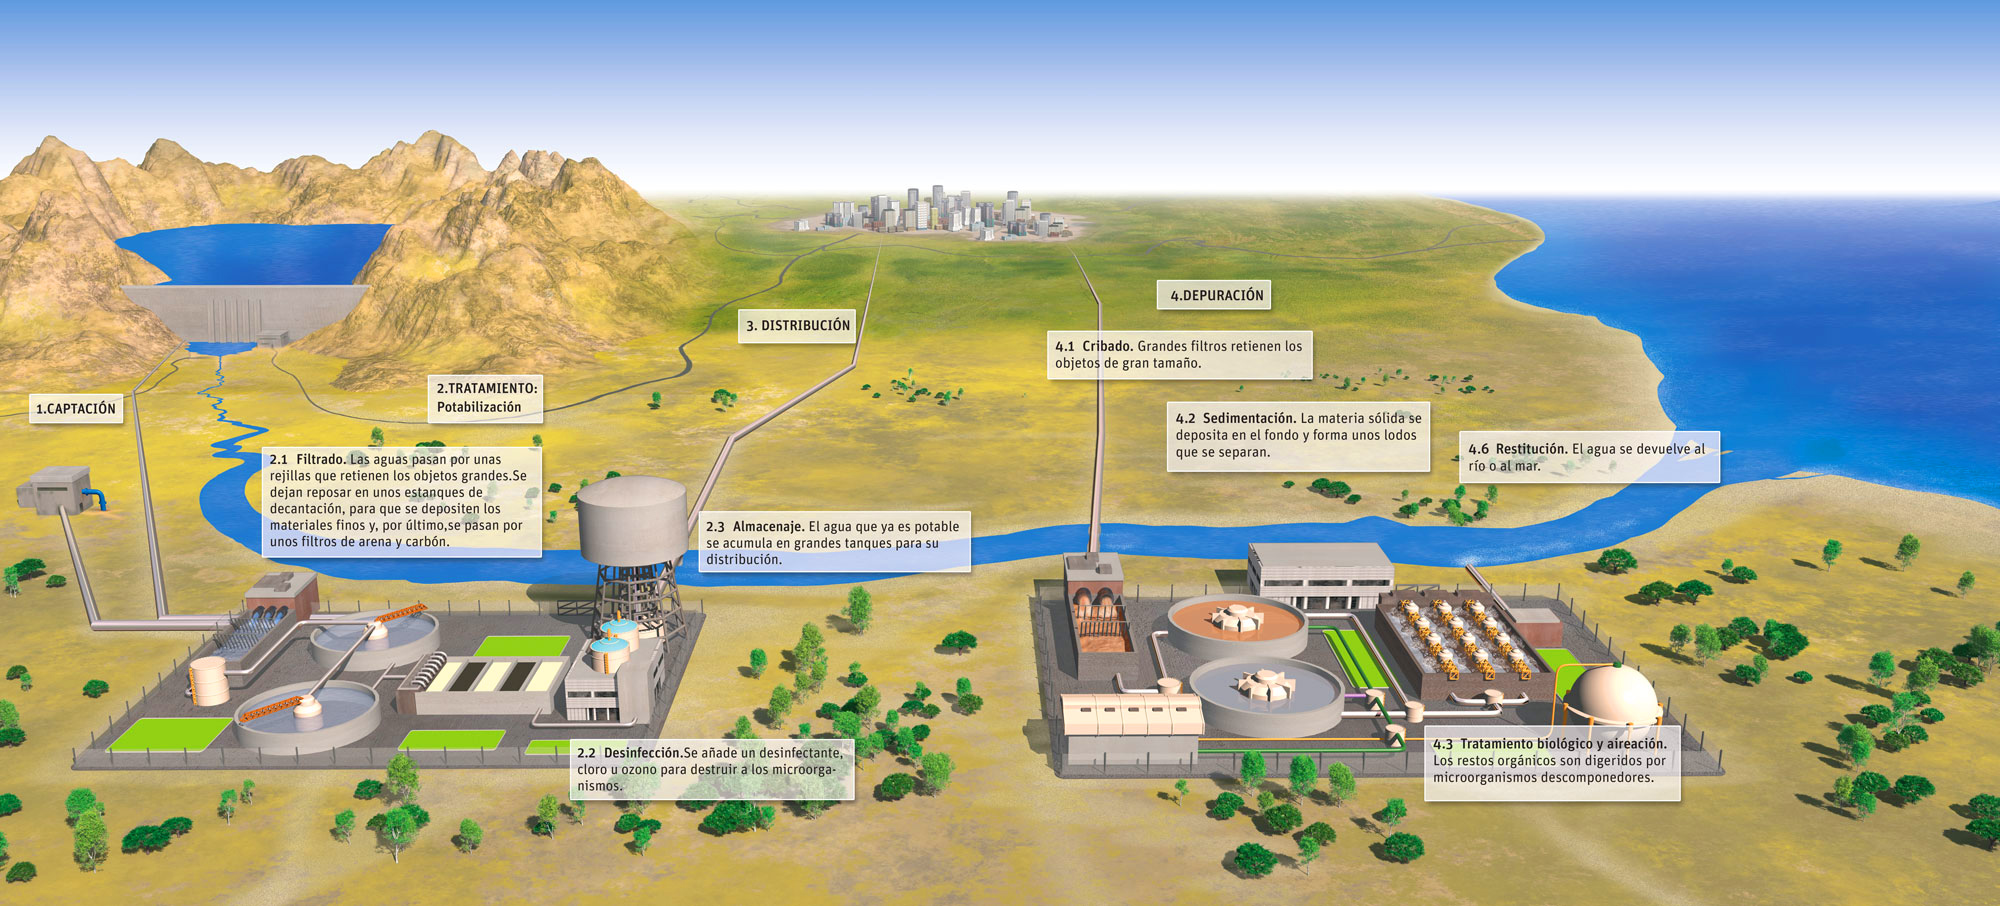 1.CAPTACIÓN
2.TRATAMIENTO:
Potabilización
2.1 Filtrado. Las aguas pasan por unas
rejillas que retienen los objetos grandes.Se
dejan reposar en unos estanques de
decantación, para que se depositen los
materiales finos y, por último,se pasan por
unos filtros de arena y carbón.
2.2 Desinfección.Se añade un desinfectante,
cloro u ozono para destruir a los microorga-
nismos.
2.3 Almacenaje. El agua que ya es potable
se acumula en grandes tanques para su
distribución.
3. DISTRIBUCIÓN
4.DEPURACIÓN
4.1 Cribado. Grandes filtros retienen los
objetos de gran tamaño.
4.2 Sedimentación. La materia sólida se
deposita en el fondo y forma unos lodos
que se separan.
4.3 Tratamiento biológico y aireación.
Los restos orgánicos son digeridos por
microorganismos descomponedores.
4.6 Restitución. El agua se devuelve al
río o al mar.